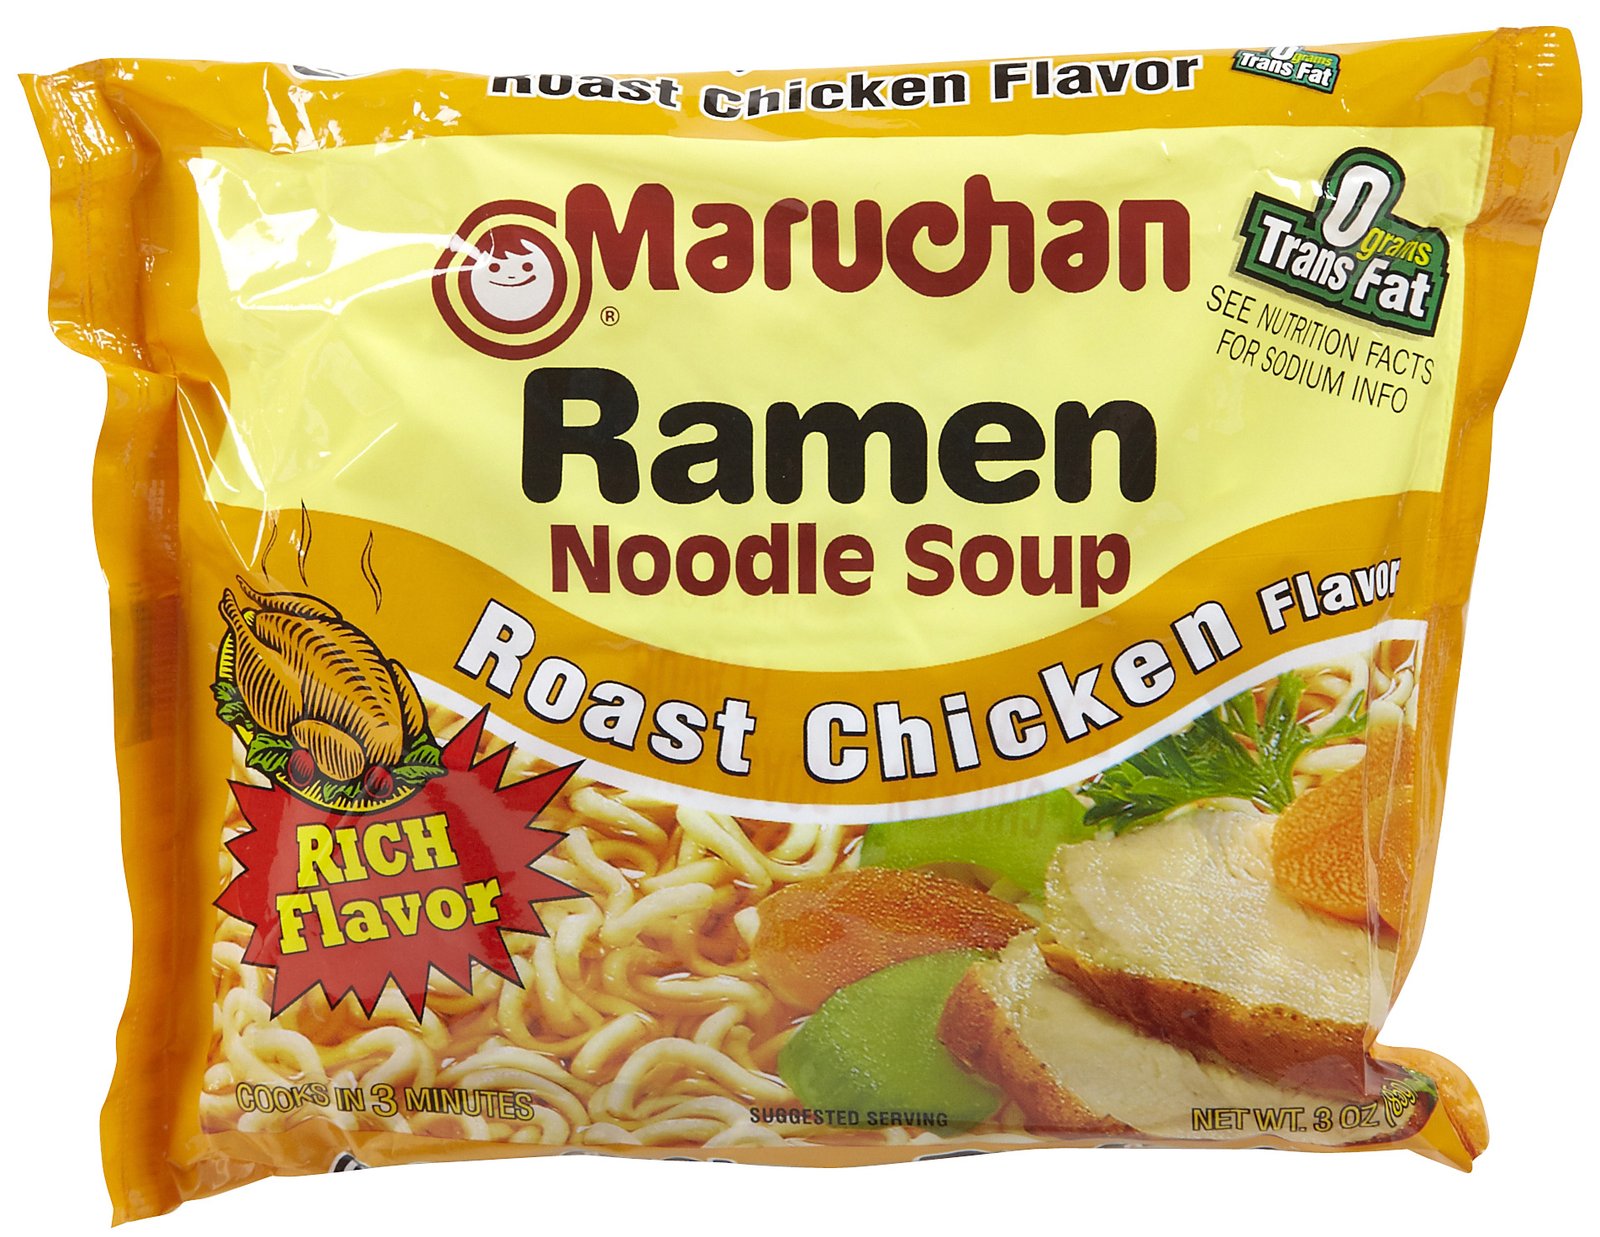 Roast Chicken Flavor
0 grams
Trans Fat
Maruchan
®
0
grams
Trans Fat
SEE NUTRITION FACTS
FOR SODIUM INFO
Ramen
Noodle Soup
Roast Chicken Flavor
RICH
Flavor
COOKS IN 3 MINUTES
SUGGESTED SERVING
NET WT. 3 OZ